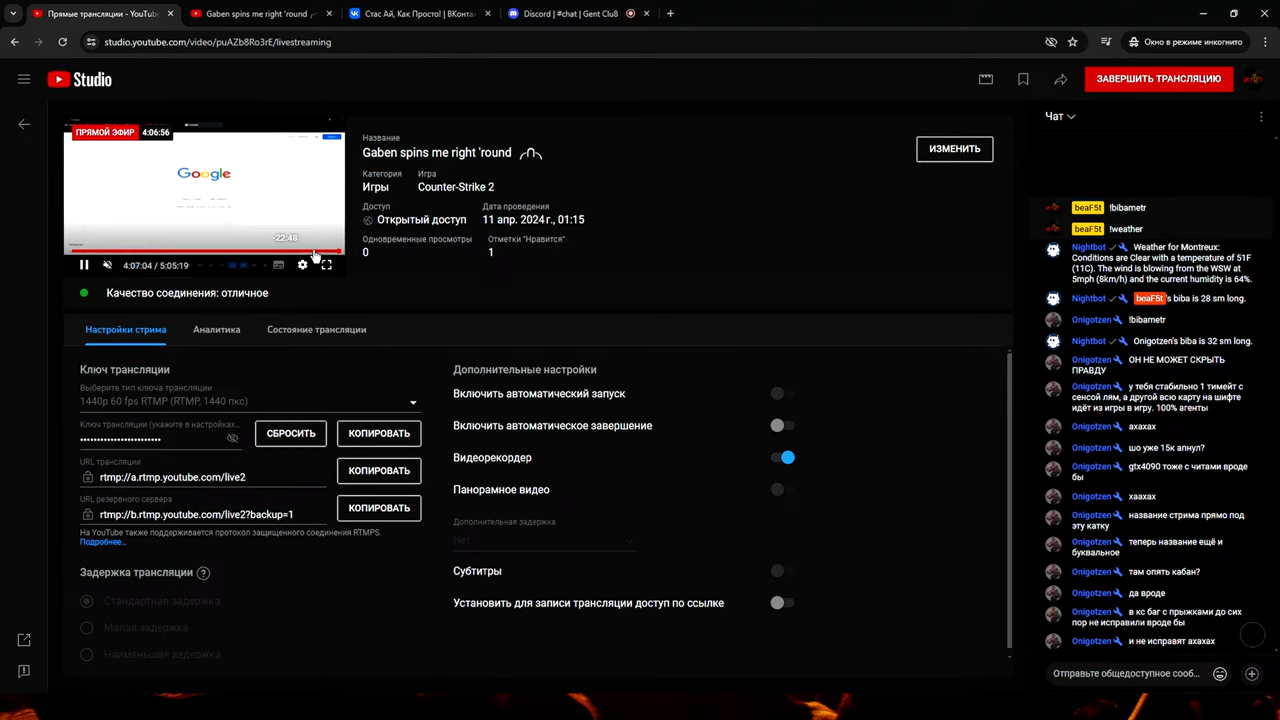 Прямые трансляции - YouTub
Gaben spins me right 'round
Стас Ай, Как Просто! | ВКонта
Discord | #chat | Gent Clu8
studio.youtube.com/video/puAZb8Ro3rE/livestreaming
Окно в режиме инкогнито
Studio
ЗАВЕРШИТЬ ТРАНСЛЯЦИЮ
ПРЯМОЙ ЭФИР 4:06:56
Google
-22:48
4:07:04 / 5:05:19
Название
Gaben spins me right 'round
ИЗМЕНИТЬ
Категория
Игра
Игры
Counter-Strike 2
Доступ
Дата проведения
Открытый доступ
11 апр. 2024 г., 01:15
Одновременные просмотры
Отметки "Нравится"
0
1
Качество соединения: отличное
Настройки стрима
Аналитика
Состояние трансляции
Ключ трансляции
Выберите тип ключа трансляции
1440p 60 fps RTMP (RTMP, 1440 пкс)
Ключ трансляции (укажите в настройках...
СБРОСИТЬ
КОПИРОВАТЬ
URL трансляции
rtmp://a.rtmp.youtube.com/live2
КОПИРОВАТЬ
URL резервного сервера
rtmp://b.rtmp.youtube.com/live2?backup=1
КОПИРОВАТЬ
На YouTube также поддерживается протокол защищенного соединения RTMPS.
Подробнее...
Задержка трансляции
Стандартная задержка
Малая задержка
Наименьшая задержка
Дополнительные настройки
Включить автоматический запуск
Включить автоматическое завершение
Видеорекордер
Панорамное видео
Дополнительная задержка
Нет
Субтитры
Установить для записи трансляции доступ по ссылке
Чат
beaF5t !bibametr
beaF5t !weather
Nightbot Weather for Montreux:
Conditions are Clear with a temperature of 51F
(11C). The wind is blowing from the WSW at
5mph (8km/h) and the current humidity is 64%.
Nightbot beaF5t's biba is 28 sm long.
Onigotzen !bibametr
Nightbot Onigotzen's biba is 32 sm long.
Onigotzen ОН НЕ МОЖЕТ СКРЫТЬ
ПРАВДУ
Onigotzen у тебя стабильно 1 тимейт с
сенсой лям, а другой всю карту на шифте
идёт из игры в игру. 100% агенты
Onigotzen ахахах
Onigotzen шо уже 15к апнул?
Onigotzen gtx4090 тоже с читами вроде
бы
Onigotzen хаахах
Onigotzen название стрима прямо под
эту катку
Onigotzen теперь название ещё и
буквальное
Onigotzen там опять кабан?
Onigotzen да вроде
Onigotzen в кс баг с прыжками до сих
пор не исправили вроде бы
Onigotzen и не исправят ахахах
Отправьте общедоступное сооб...